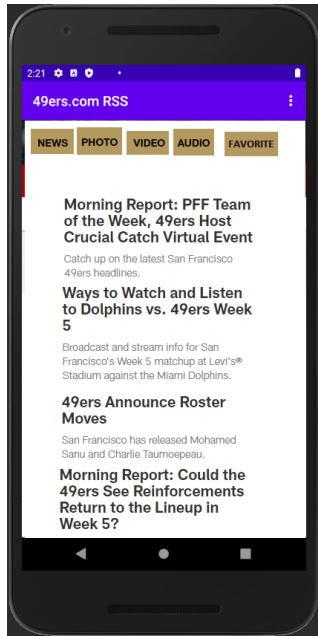 2:21
49ers.com RSS
NEWS PHOTO VIDEO AUDIO FAVORITE
Morning Report: PFF Team
of the Week, 49ers Host
Crucial Catch Virtual Event
Catch up on the latest San Francisco
49ers headlines.
Ways to Watch and Listen
to Dolphins vs. 49ers Week
5
Broadcast and stream info for San
Francisco's Week 5 matchup at Levi's®
Stadium against the Miami Dolphins.
49ers Announce Roster
Moves
San Francisco has released Mohamed
Sanu and Charlie Taumoepeau.
Morning Report: Could the
49ers See Reinforcements
Return to the Lineup in
Week 5?